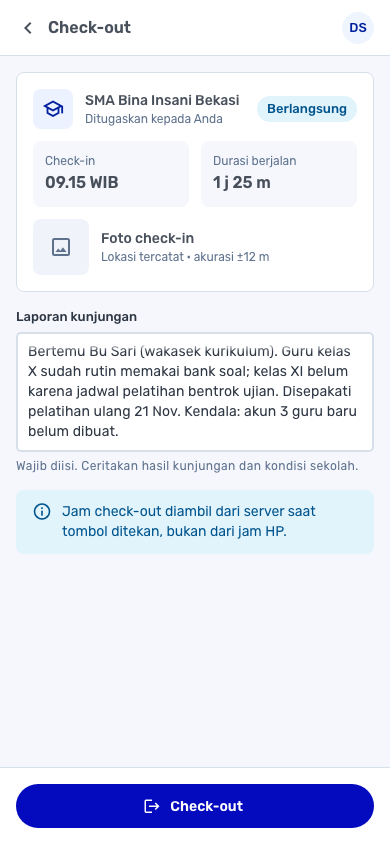 Check-out
DS
SMA Bina Insani Bekasi
Ditugaskan kepada Anda
Berlangsung
Check-in
09.15 WIB
Durasi berjalan
1 j 25 m
Foto check-in
Lokasi tercatat • akurasi ±12 m
Laporan kunjungan
Bertemu Bu Sari (wakasek kurikulum). Guru kelas
X sudah rutin memakai bank soal; kelas XI belum
karena jadwal pelatihan bentrok ujian. Disepakati
pelatihan ulang 21 Nov. Kendala: akun 3 guru baru
belum dibuat.
Wajib diisi. Ceritakan hasil kunjungan dan kondisi sekolah.
Jam check-out diambil dari server saat
tombol ditekan, bukan dari jam HP.
Check-out